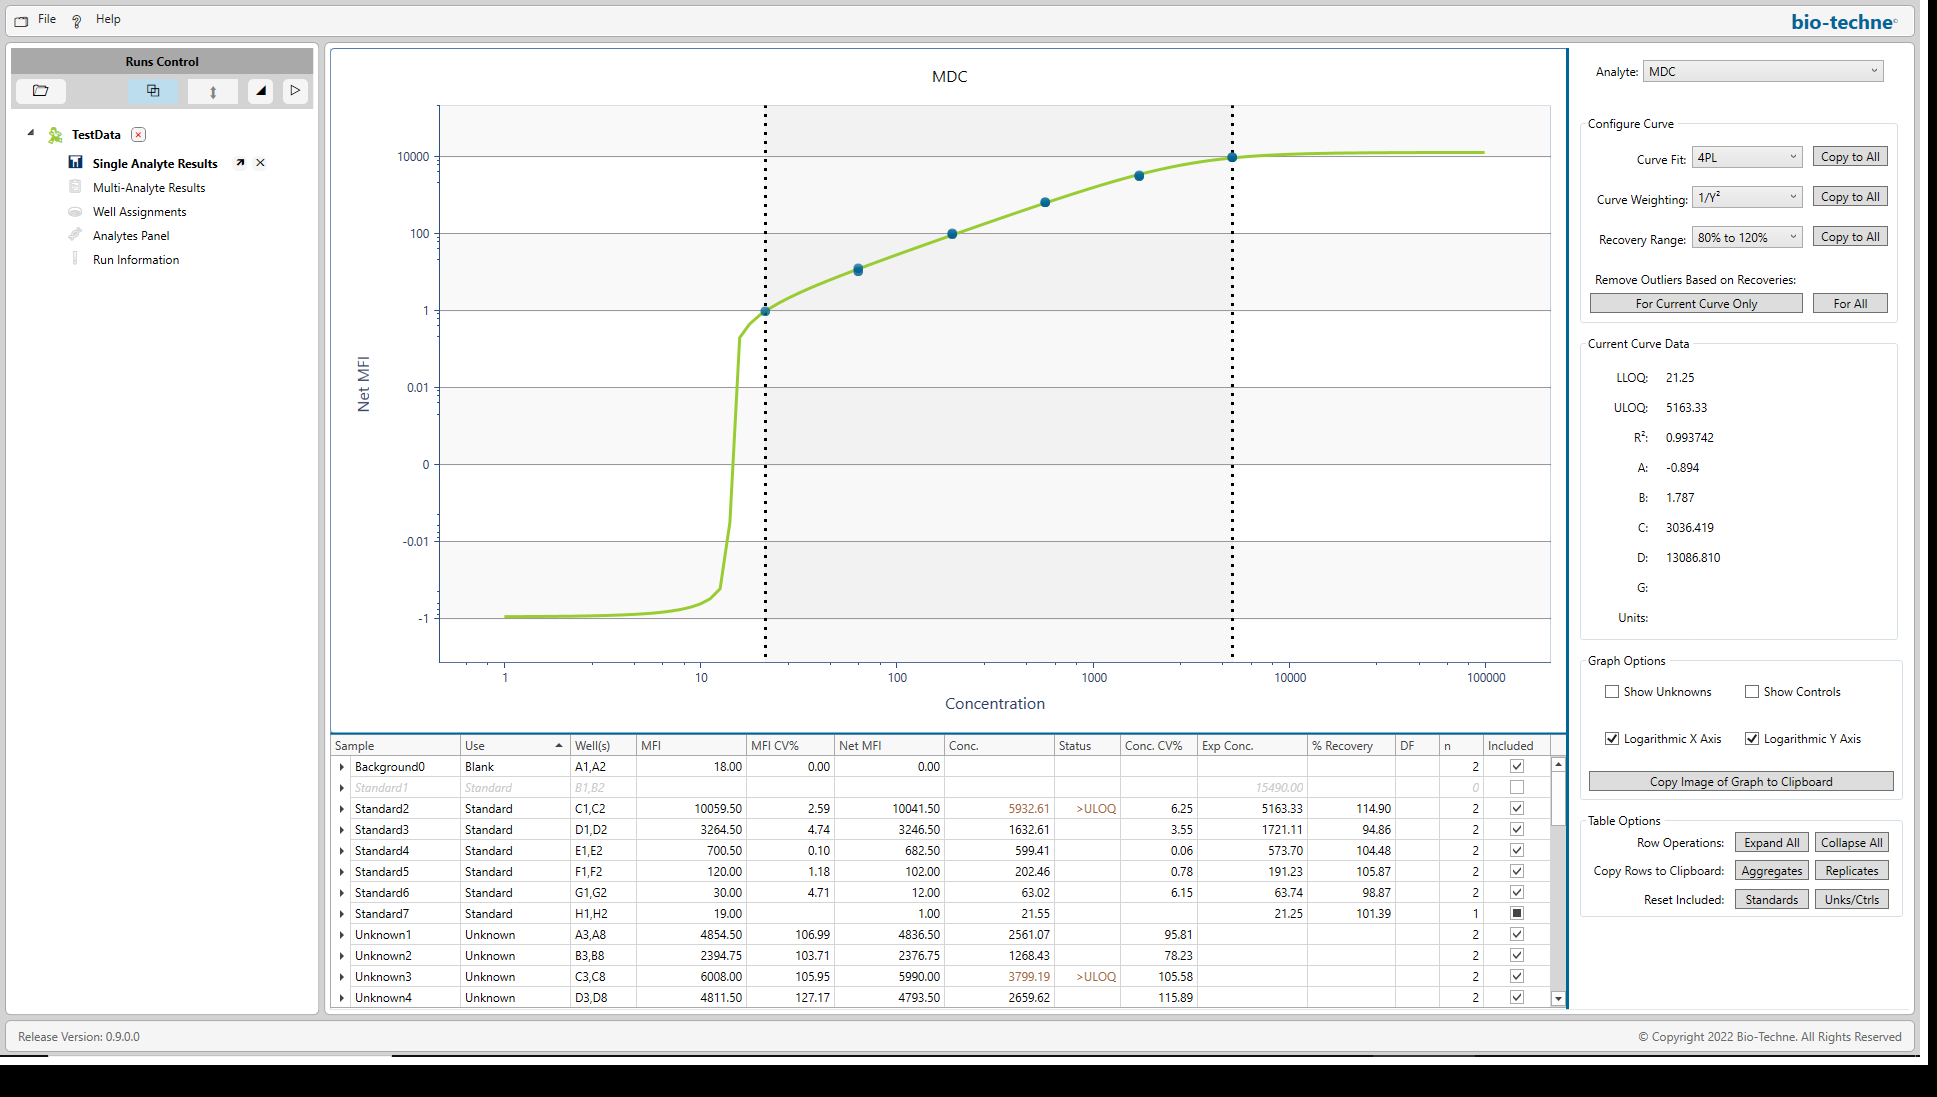 File ? Help
bio-techne
Runs Control
TestData
Single Analyte Results
Multi-Analyte Results
Well Assignments
Analytes Panel
Run Information
MDC
Net MFI
10000
100
1
0.01
0
-0.01
-1
1 10 100 1000 10000 100000
Concentration
Sample Use Well(s) MFI MFI CV% Net MFI Conc. Status Conc. CV% Exp Conc. % Recovery DF n Included
Background0 Blank A1,A2 18.00 0.00 0.00 2
Standard1 Standard B1,B2 15490.00 0
Standard2 Standard C1,C2 10059.50 2.59 10041.50 5932.61 >ULOQ 6.25 5163.33 114.90 2
Standard3 Standard D1,D2 3264.50 4.74 3246.50 1632.61 3.55 1721.11 94.86 2
Standard4 Standard E1,E2 700.50 0.10 682.50 599.41 0.06 573.70 104.48 2
Standard5 Standard F1,F2 120.00 1.18 102.00 202.46 0.78 191.23 105.87 2
Standard6 Standard G1,G2 30.00 4.71 12.00 63.02 6.15 63.74 98.87 2
Standard7 Standard H1,H2 19.00 1.00 21.55 21.25 101.39 1
Unknown1 Unknown A3,A8 4854.50 106.99 4836.50 2561.07 95.81 2
Unknown2 Unknown B3,B8 2394.75 103.71 2376.75 1268.43 78.23 2
Unknown3 Unknown C3,C8 6008.00 105.95 5990.00 3799.19 >ULOQ 105.58 2
Unknown4 Unknown D3,D8 4811.50 127.17 4793.50 2659.62 115.89 2
Analyte: MDC
Configure Curve
Curve Fit: 4PL Copy to All
Curve Weighting: 1/Y² Copy to All
Recovery Range: 80% to 120% Copy to All
Remove Outliers Based on Recoveries:
For Current Curve Only For All
Current Curve Data
LLOQ: 21.25
ULOQ: 5163.33
R²: 0.993742
A: -0.894
B: 1.787
C: 3036.419
D: 13086.810
G:
Units:
Graph Options
Show Unknowns Show Controls
Logarithmic X Axis Logarithmic Y Axis
Copy Image of Graph to Clipboard
Table Options
Row Operations: Expand All Collapse All
Copy Rows to Clipboard: Aggregates Replicates
Reset Included: Standards Unks/Ctrls
Release Version: 0.9.0.0
© Copyright 2022 Bio-Techne. All Rights Reserved